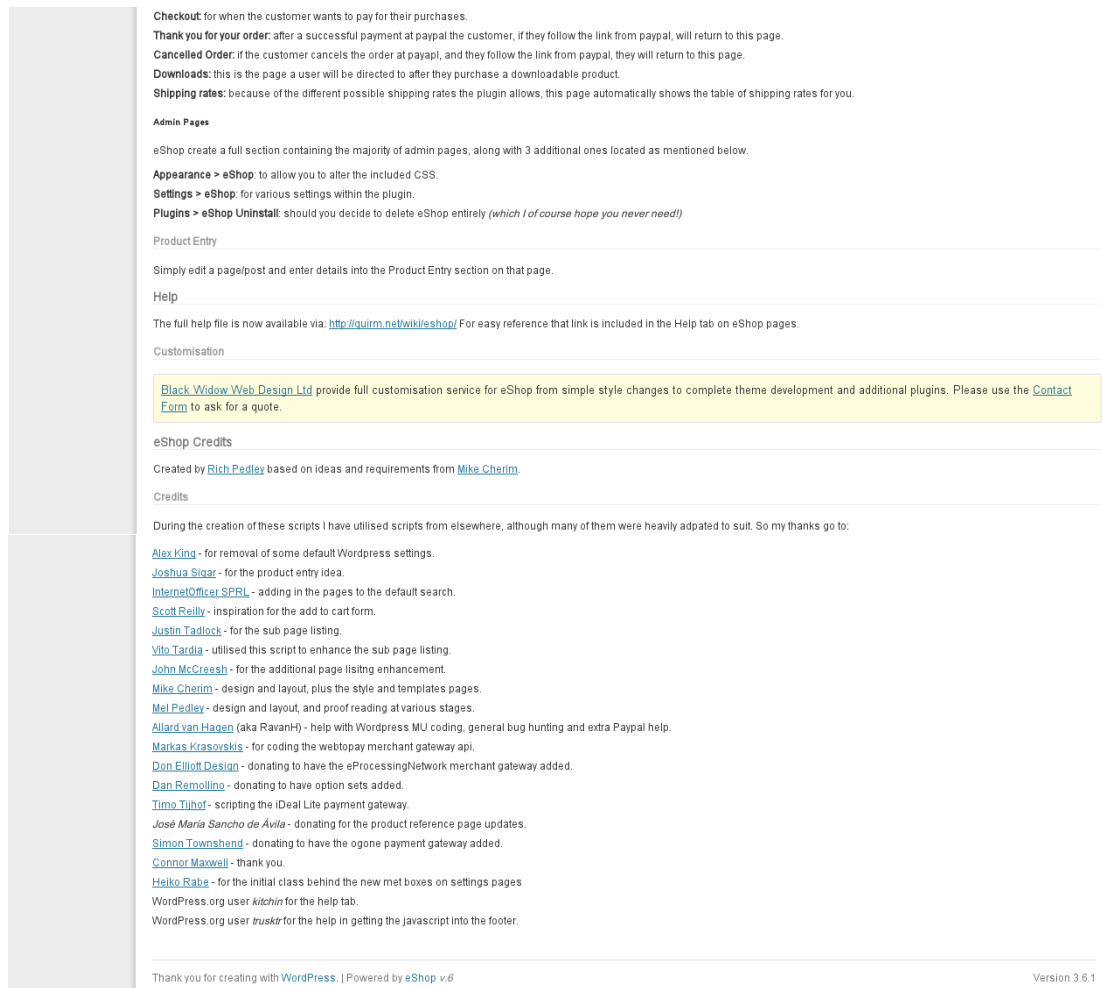 Checkout: for when the customer wants to pay for their purchases.
Thank you for your order: after a successful payment at paypal the customer, if they follow the link from paypal, will return to this page.
Cancelled Order: if the customer cancels the order at payapl, and they follow the link from paypal, they will return to this page.
Downloads: this is the page a user will be directed to after they purchase a downloadable product.
Shipping rates: because of the different possible shipping rates the plugin allows, this page automatically shows the table of shipping rates for you.
Admin Pages
eShop create a full section containing the majority of admin pages, along with 3 additional ones located as mentioned below.
Appearance > eShop: to allow you to alter the included CSS.
Settings > eShop: for various settings within the plugin.
Plugins > eShop Uninstall: should you decide to delete eShop entirely (which I of course hope you never need!)
Product Entry
Simply edit a page/post and enter details into the Product Entry section on that page.
Help
The full help file is now available via: http://quirm.net/wiki/eshop/ For easy reference that link is included in the Help tab on eShop pages.
Customisation
Black Widow Web Design Ltd provide full customisation service for eShop from simple style changes to complete theme development and additional plugins. Please use the Contact
Form to ask for a quote.
eShop Credits
Created by Rich Pedley based on ideas and requirements from Mike Cherim.
Credits
During the creation of these scripts I have utilised scripts from elsewhere, although many of them were heavily adpated to suit. So my thanks go to:
Alex King - for removal of some default Wordpress settings.
Joshua Sigar - for the product entry idea.
InternetOfficer SPRL - adding in the pages to the default search.
Scott Reilly - inspiration for the add to cart form.
Justin Tadlock - for the sub page listing.
Vito Tardia - utilised this script to enhance the sub page listing.
John McCreesh - for the additional page lisitng enhancement.
Mike Cherim - design and layout, plus the style and templates pages.
Mel Pedley - design and layout, and proof reading at various stages.
Allard van Hagen (aka RavanH) - help with Wordpress MU coding, general bug hunting and extra Paypal help.
Markas Krasovskis - for coding the webtopay merchant gateway api.
Don Elliott Design - donating to have the eProcessingNetwork merchant gateway added.
Dan Remollino - donating to have option sets added.
Timo Tijhof - scripting the iDeal Lite payment gateway.
José María Sancho de Ávila - donating for the product reference page updates.
Simon Townshend - donating to have the ogone payment gateway added.
Connor Maxwell - thank you.
Heiko Rabe - for the initial class behind the new met boxes on settings pages
WordPress.org user kitchin for the help tab.
WordPress.org user trusktr for the help in getting the javascript into the footer.
Thank you for creating with WordPress. | Powered by eShop v.6 Version 3.6.1